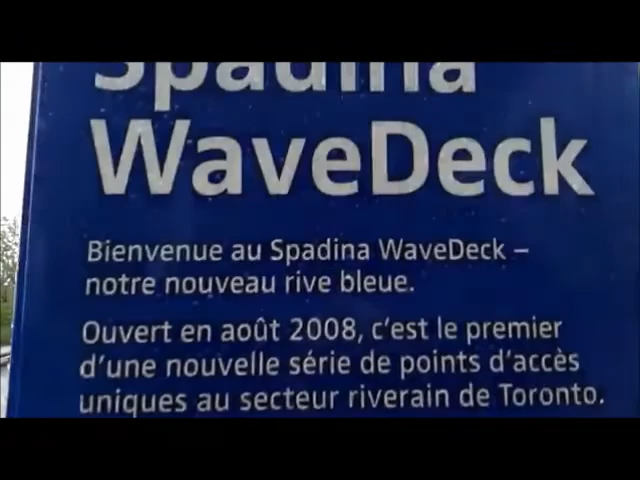 Spadina
WaveDeck
Bienvenue au Spadina WaveDeck –
notre nouveau rive bleue.
Ouvert en août 2008, c'est le premier
d'une nouvelle série de points d'accès
uniques au secteur riverain de Toronto.